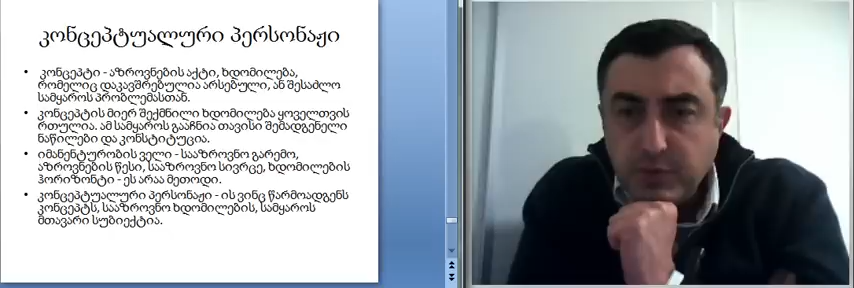 კონცეპტუალური პერსონაჟი
• კონცეპტი - აზროვნების აქტი, ხდომილება,
რომელიც დაკავშრებულია არსებული, ან შესაძლო
სამყაროს პრობლემასთან.
• კონცეპტის მიერ შექმნილი ხდომილება ყოველთვის
რთულია. ამ სამყაროს გააჩნია თავისი შემადგენელი
ნაწილები და კონსტიტუცია.
• იმანენტურობის ველი - სააზროვნო გარემო,
აზროვნების წესი, სააზროვნო სივრცე, ხდომილების
ჰორიზონტი - ეს არაა მეთოდი.
• კონცეპტუალური პერსონაჟი - ის ვინც წარმოადგენს
კონცეპტს, სააზროვნო ხდომილების, სამყაროს
მთავარი სუბიექტია.